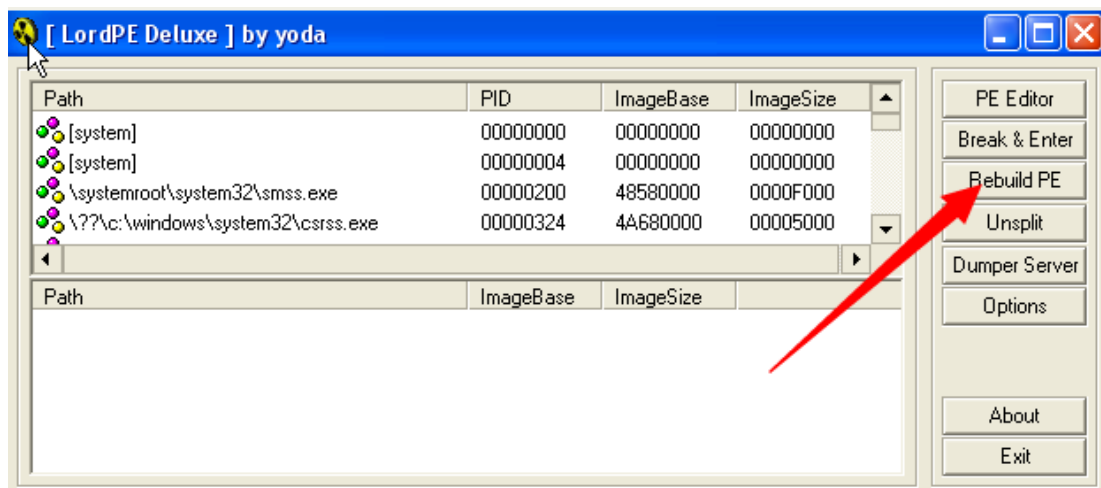 [ LordPE Deluxe ] by yoda
Path PID ImageBase ImageSize
[system] 00000000 00000000 00000000
[system] 00000004 00000000 00000000
\systemroot\system32\smss.exe 00000200 48580000 0000F000
\??\c:\windows\system32\csrss.exe 00000324 4A680000 00005000
Path ImageBase ImageSize
PE Editor
Break & Enter
Rebuild PE
Unsplit
Dumper Server
Options
About
Exit